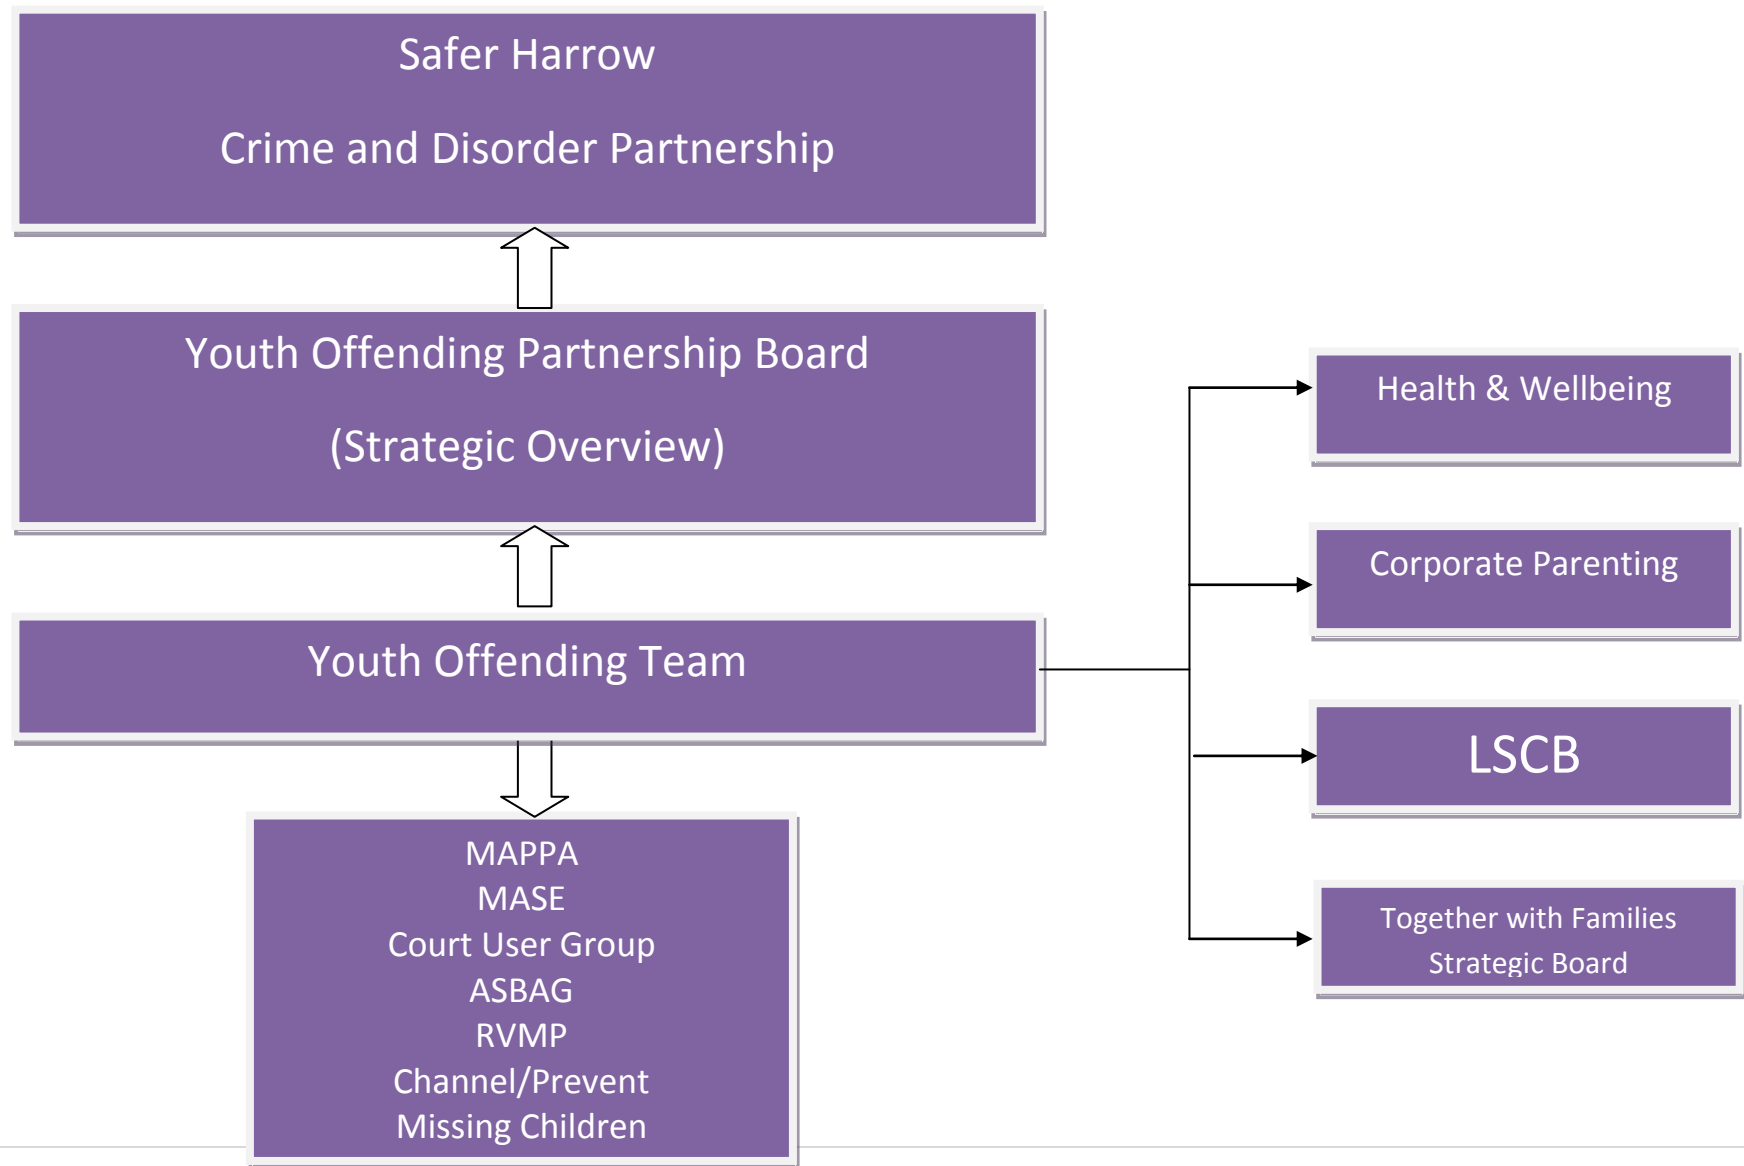 Safer Harrow
Crime and Disorder Partnership
Youth Offending Partnership Board
(Strategic Overview)
Youth Offending Team
MAPPA
MASE
Court User Group
ASBAG
RVMP
Channel/Prevent
Missing Children
Health & Wellbeing
Corporate Parenting
LSCB
Together with Families
Strategic Board